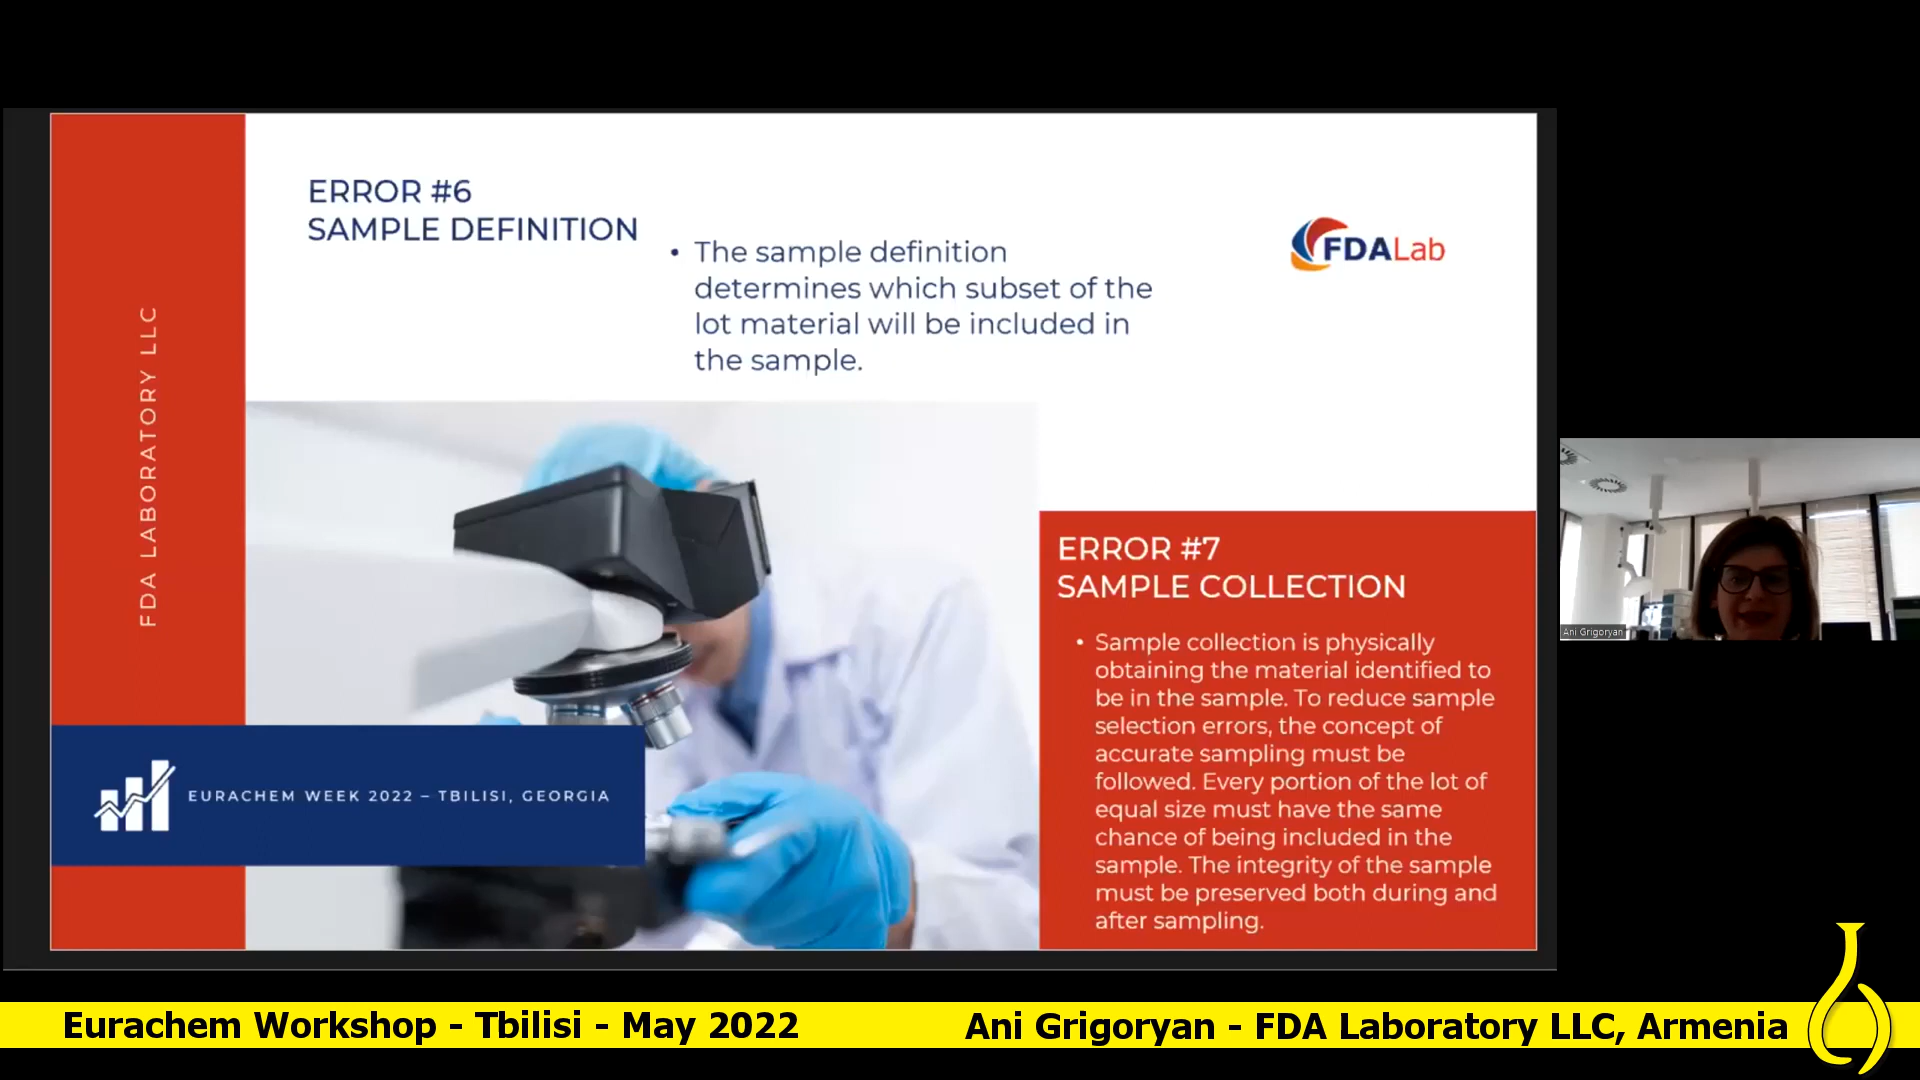 FDA LABORATORY LLC
ERROR #6
SAMPLE DEFINITION
• The sample definition
determines which subset of the
lot material will be included in
the sample.
FDALab
ERROR #7
SAMPLE COLLECTION
• Sample collection is physically
obtaining the material identified to
be in the sample. To reduce sample
selection errors, the concept of
accurate sampling must be
followed. Every portion of the lot of
equal size must have the same
chance of being included in the
sample. The integrity of the sample
must be preserved both during and
after sampling.
EURACHEM WEEK 2022 – TBILISI, GEORGIA
Ani Grigoryan
Eurachem Workshop - Tbilisi - May 2022
Ani Grigoryan - FDA Laboratory LLC, Armenia